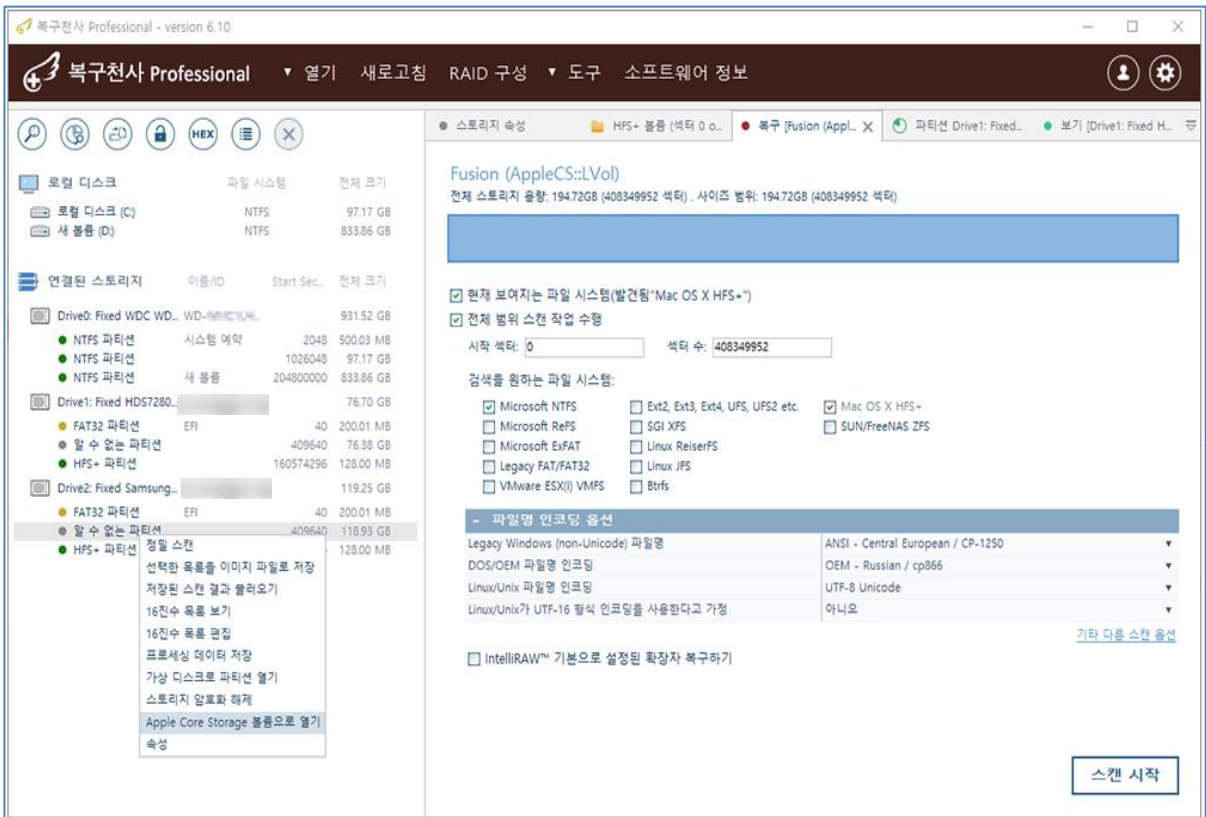 복구천사 Professional - version 6.10
복구천사 Professional ▼ 열기 새로고침 RAID 구성 ▼ 도구 소프트웨어 정보
HEX
스토리지 속성 HFS+ 볼륨 (섹터 0 o... 복구 [Fusion (Appl... X 파티션 Drive1: Fixed... 보기 [Drive1: Fixed H...
로컬 디스크 파일 시스템 전체 크기
로컬 디스크 (C:) NTFS 97.17 GB
새 볼륨 (D:) NTFS 833.86 GB
연결된 스토리지 이름/ID Start Sec... 전체 크기
Drive0: Fixed WDC WD... WD- 931.52 GB
NTFS 파티션 시스템 예약 2048 500.03 MB
NTFS 파티션 1026048 97.17 GB
NTFS 파티션 새 볼륨 204800000 833.86 GB
Drive1: Fixed HDS7280... 76.70 GB
FAT32 파티션 EFI 40 200.01 MB
알 수 없는 파티션 409640 76.38 GB
HFS+ 파티션 160574296 128.00 MB
Drive2: Fixed Samsung... 119.25 GB
FAT32 파티션 EFI 40 200.01 MB
알 수 없는 파티션 409640 118.93 GB
HFS+ 파티션 128.00 MB
정밀 스캔
선택한 목록을 이미지 파일로 저장
저장된 스캔 결과 불러오기
16진수 목록 보기
16진수 목록 편집
프로세싱 데이터 저장
가상 디스크로 파티션 열기
스토리지 암호화 해제
Apple Core Storage 볼륨으로 열기
속성
Fusion (AppleCS::LVol)
전체 스토리지 용량: 194.72GB (408349952 섹터) . 사이즈 범위: 194.72GB (408349952 섹터)
현재 보여지는 파일 시스템(발견됨"Mac OS X HFS+")
전체 범위 스캔 작업 수행
시작 섹터: 0 섹터 수: 408349952
검색을 원하는 파일 시스템:
Microsoft NTFS Ext2, Ext3, Ext4, UFS, UFS2 etc. Mac OS X HFS+
Microsoft ReFS SGI XFS SUN/FreeNAS ZFS
Microsoft ExFAT Linux ReiserFS
Legacy FAT/FAT32 Linux JFS
VMware ESX(i) VMFS Btrfs
- 파일명 인코딩 옵션
Legacy Windows (non-Unicode) 파일명 ANSI - Central European / CP-1250
DOS/OEM 파일명 인코딩 OEM - Russian / cp866
Linux/Unix 파일명 인코딩 UTF-8 Unicode
Linux/Unix가 UTF-16 형식 인코딩을 사용한다고 가정 아니오
기타 다른 스캔 옵션
IntelliRAW™ 기본으로 설정된 확장자 복구하기
스캔 시작